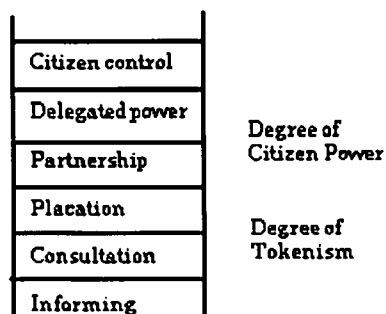 Citizen control
Delegated power
Degree of
Citizen Power
Partnership
Placation
Degree of
Tokenism
Consultation
Informing